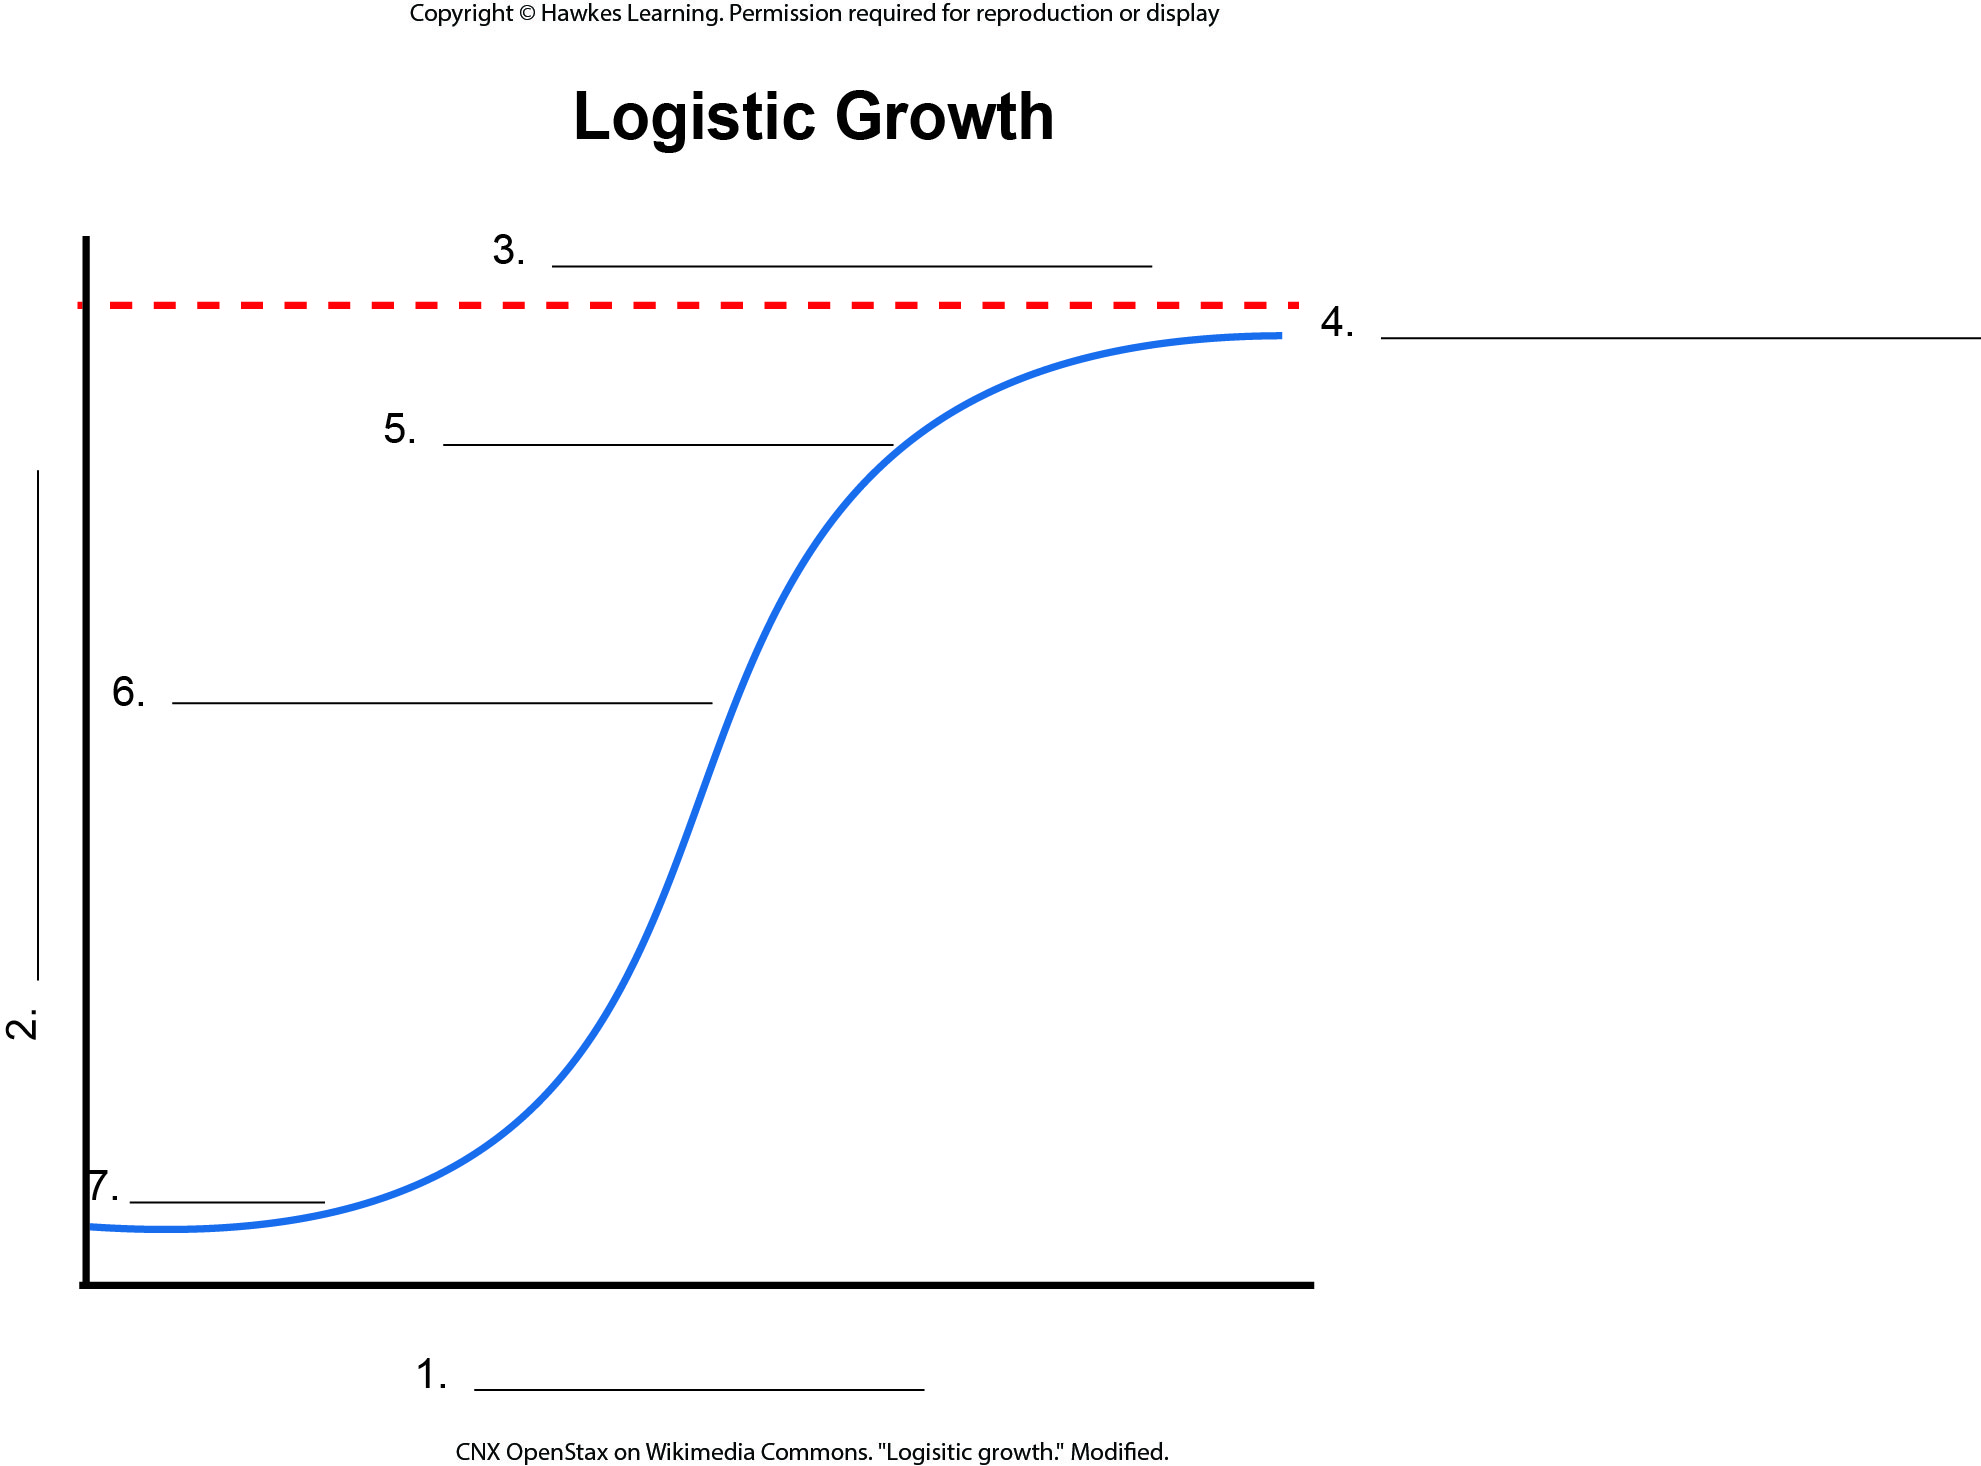 Copyright © Hawkes Learning. Permission required for reproduction or display
Logistic Growth
3.
4.
5.
6.
2.
7.
1.
CNX OpenStax on Wikimedia Commons. "Logisitic growth." Modified.